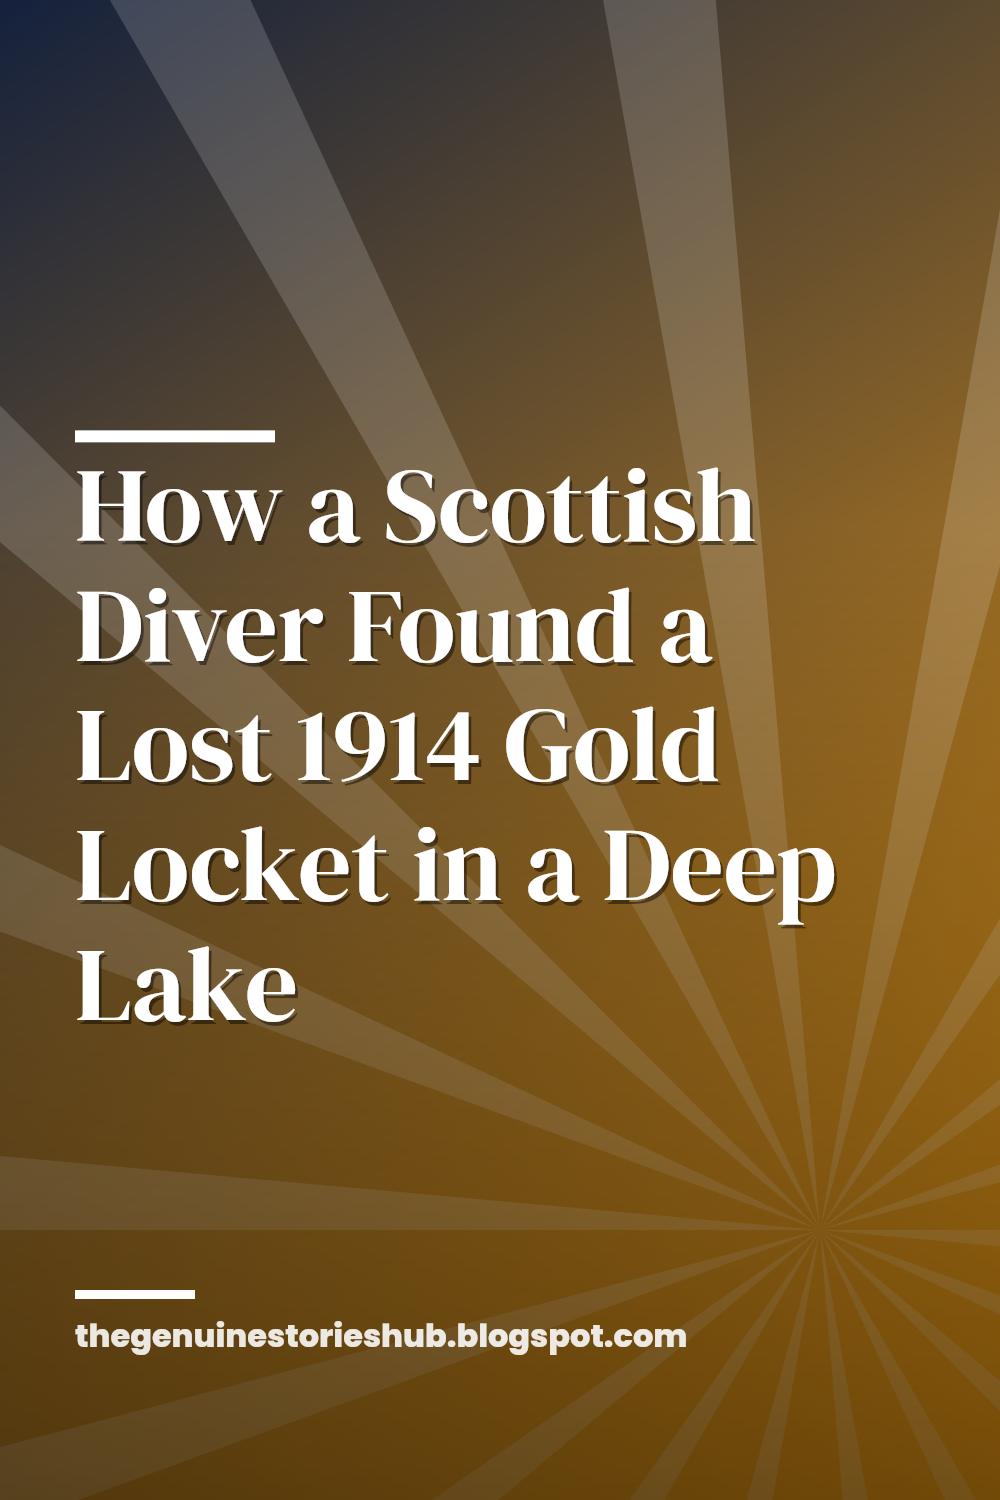 How a Scottish
Diver Found a
Lost 1914 Gold
Locket in a Deep
Lake
thegenuinestorieshub.blogspot.com